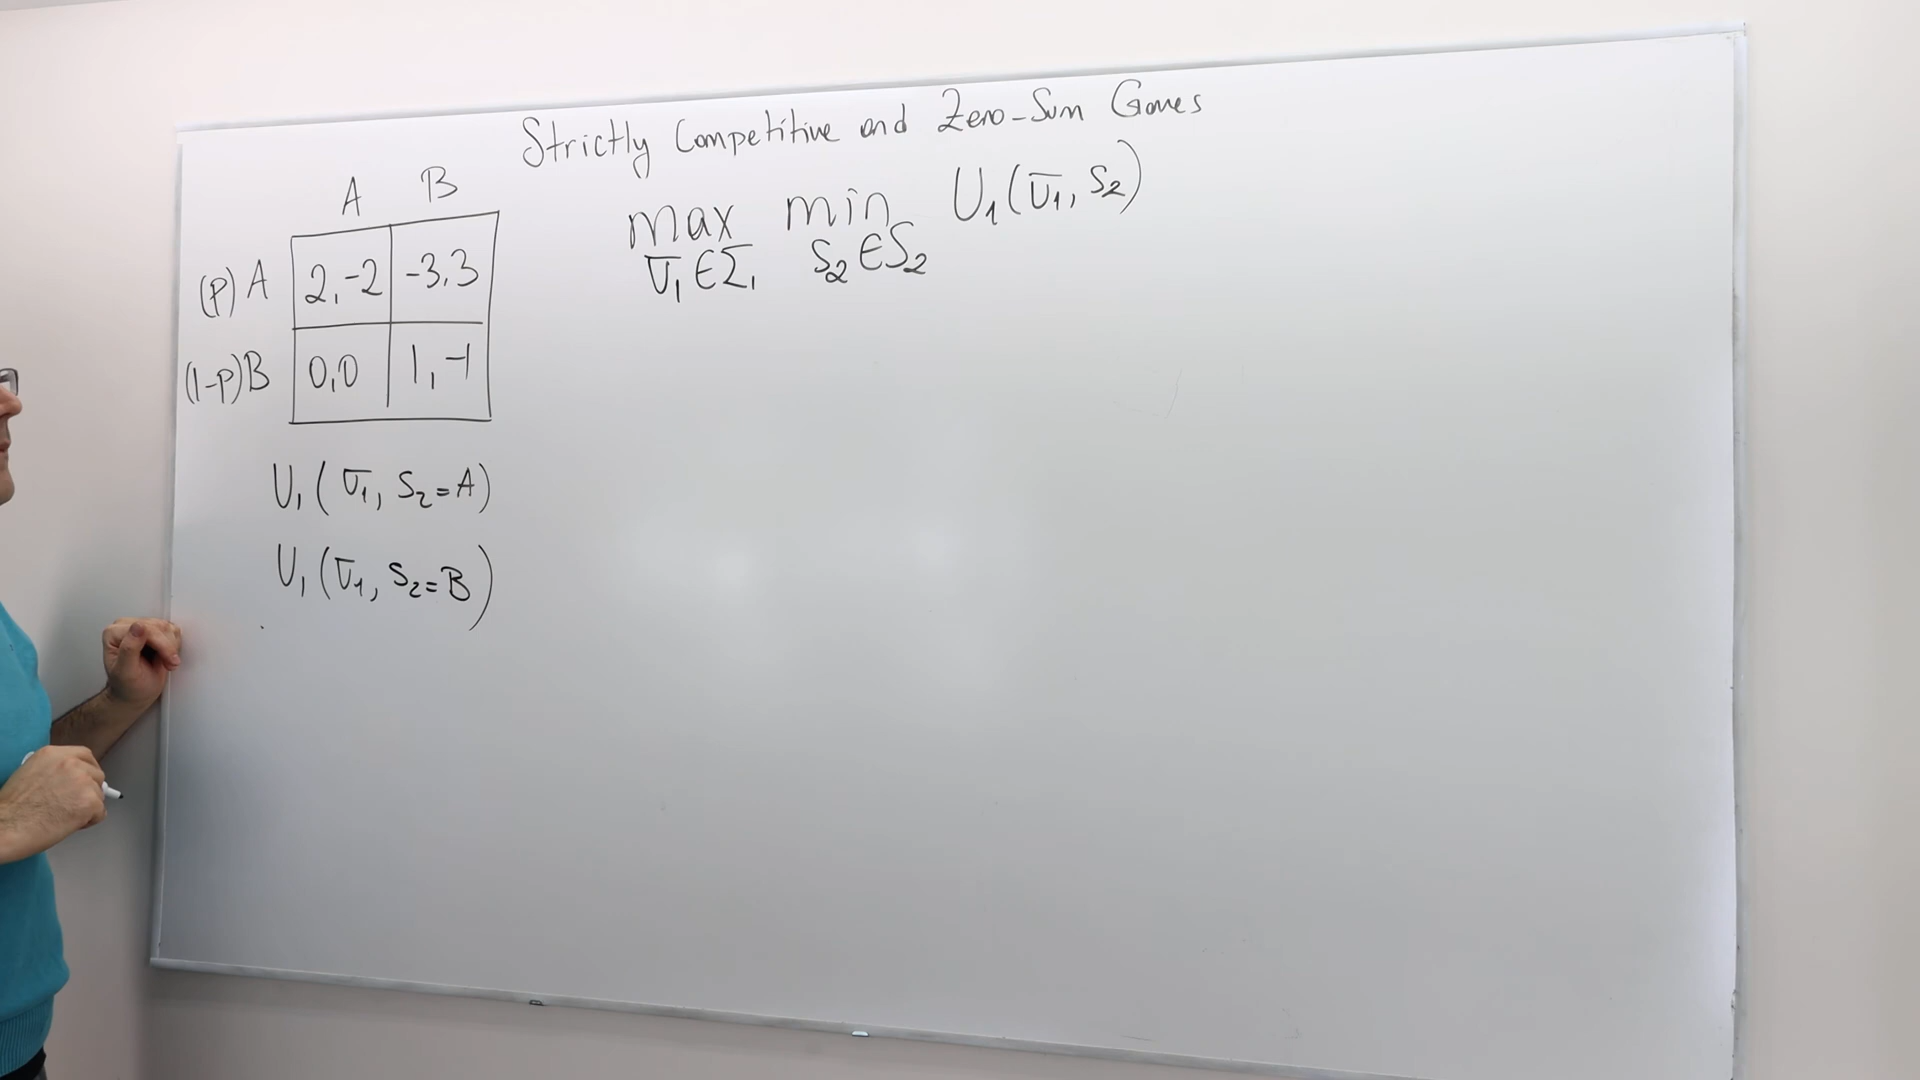 Strictly Competitive and Zero-Sum Games
max min U₁(σ₁, S₂)
σ₁∈Σ₁ S₂∈S₂
A B
(p) A 2,-2 -3,3
(1-p) B 0,0 1,-1
U₁(σ₁, S₂=A)
U₁(σ₁, S₂=B)